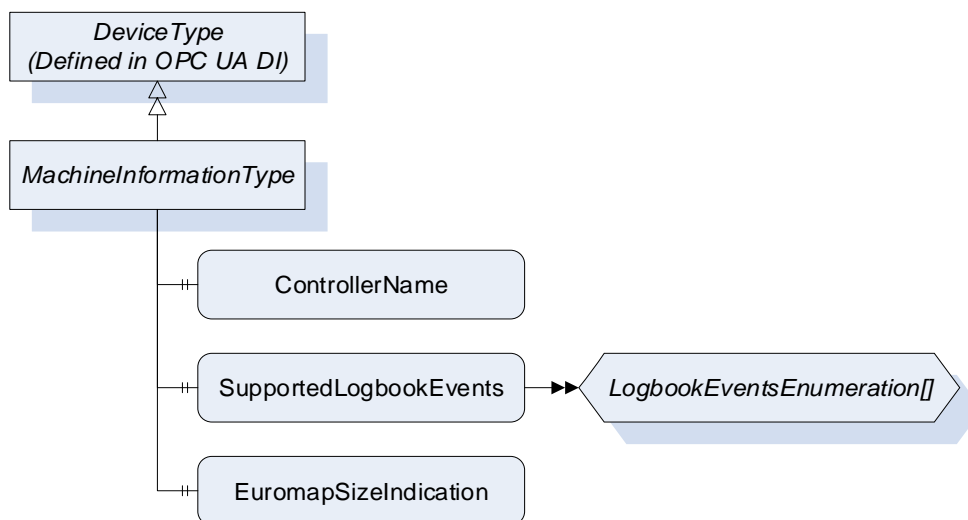 DeviceType
(Defined in OPC UA DI)
MachineInformationType
ControllerName
SupportedLogbookEvents
LogbookEventsEnumeration[]
EuromapSizeIndication